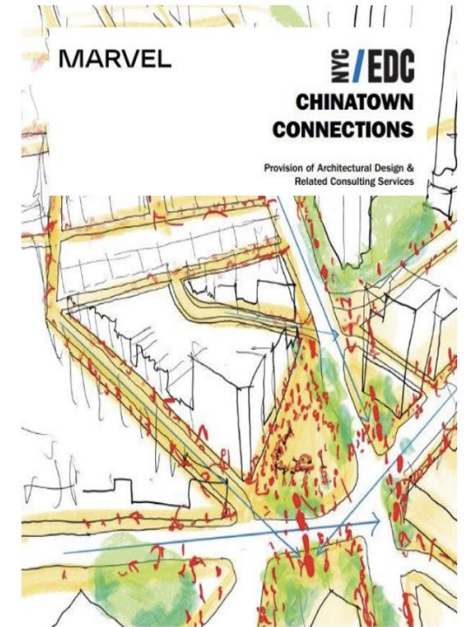 MARVEL
NYC / EDC
CHINATOWN
CONNECTIONS
Provision of Architectural Design &
Related Consulting Services